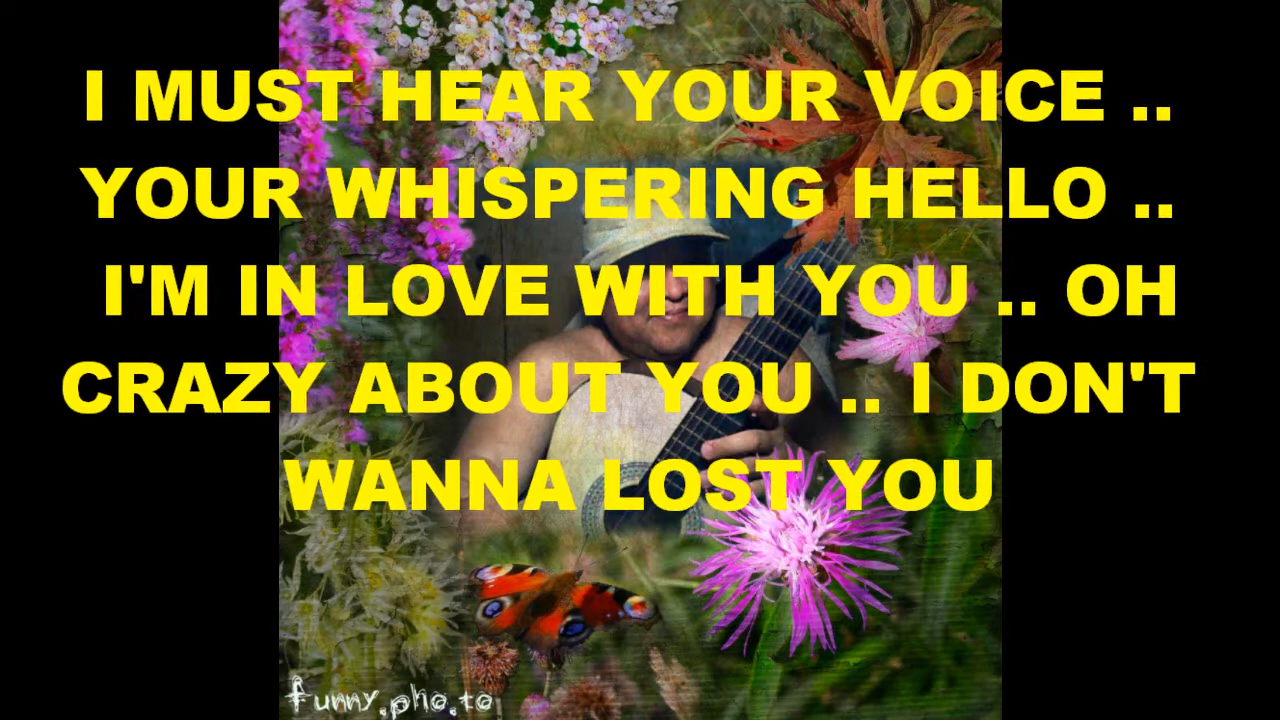 I MUST HEAR YOUR VOICE ..
YOUR WHISPERING HELLO ..
I'M IN LOVE WITH YOU .. OH
CRAZY ABOUT YOU .. I DON'T
WANNA LOST YOU
funny.pho.to